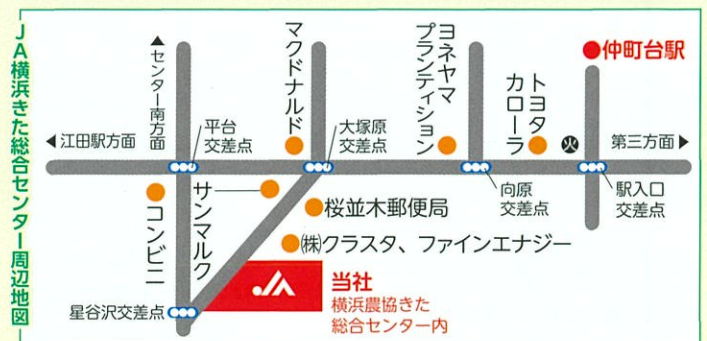 JA横浜きた総合センター周辺地図
▲センター南方面
マクドナルド
ヨネヤマ
プランティション
トヨタ
カローラ
●仲町台駅
◀江田駅方面
平台
交差点
大塚原
交差点
火
第三方面▶
コンビニ
サンマルク
桜並木郵便局
㈱クラスタ、ファインエナジー
向原
交差点
駅入口
交差点
星谷沢交差点
JA
当社
横浜農協きた
総合センター内